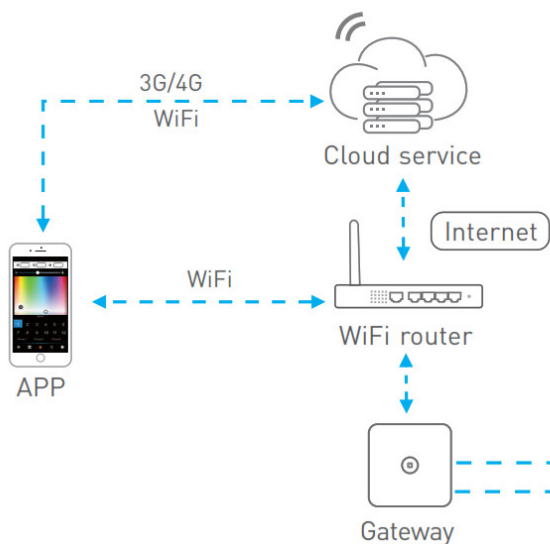 3G/4G
WiFi
Cloud service
Internet
WiFi
WiFi router
APP
Gateway